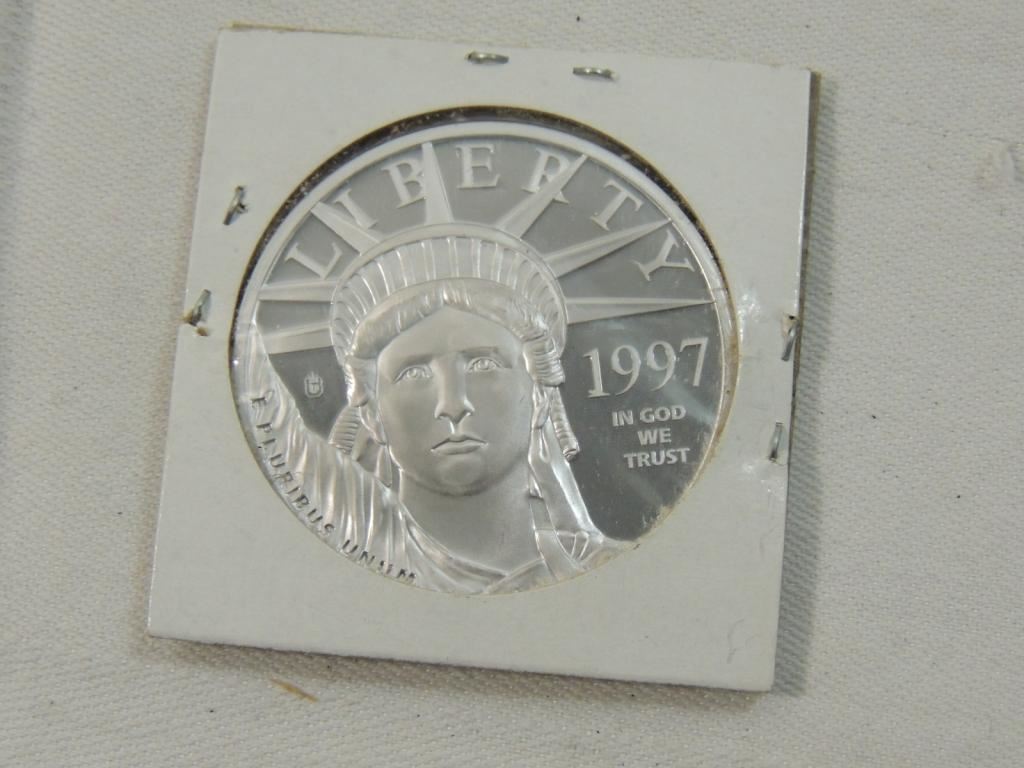 LIBERTY
1997
IN GOD
WE
TRUST
E PLURIBUS UNUM